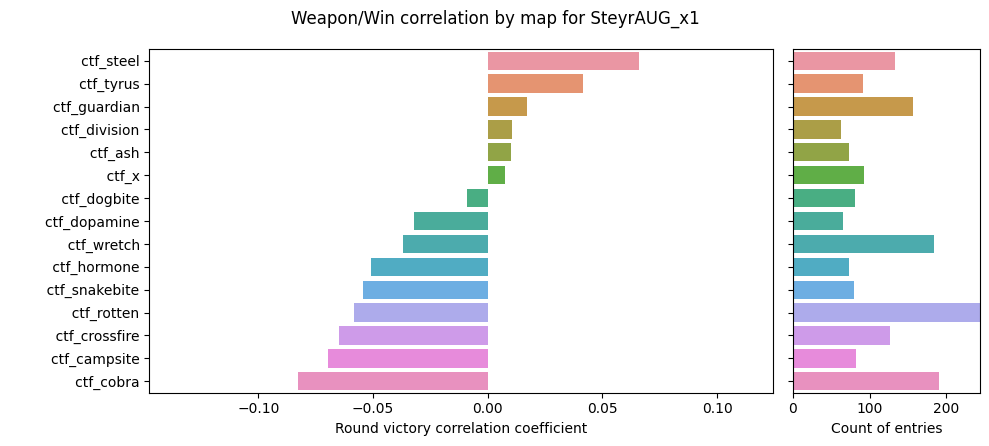 Weapon/Win correlation by map for SteyrAUG_x1
ctf_steel
ctf_tyrus
ctf_guardian
ctf_division
ctf_ash
ctf_x
ctf_dogbite
ctf_dopamine
ctf_wretch
ctf_hormone
ctf_snakebite
ctf_rotten
ctf_crossfire
ctf_campsite
ctf_cobra
−0.10 −0.05 0.00 0.05 0.10
0 100 200
Round victory correlation coefficient
Count of entries